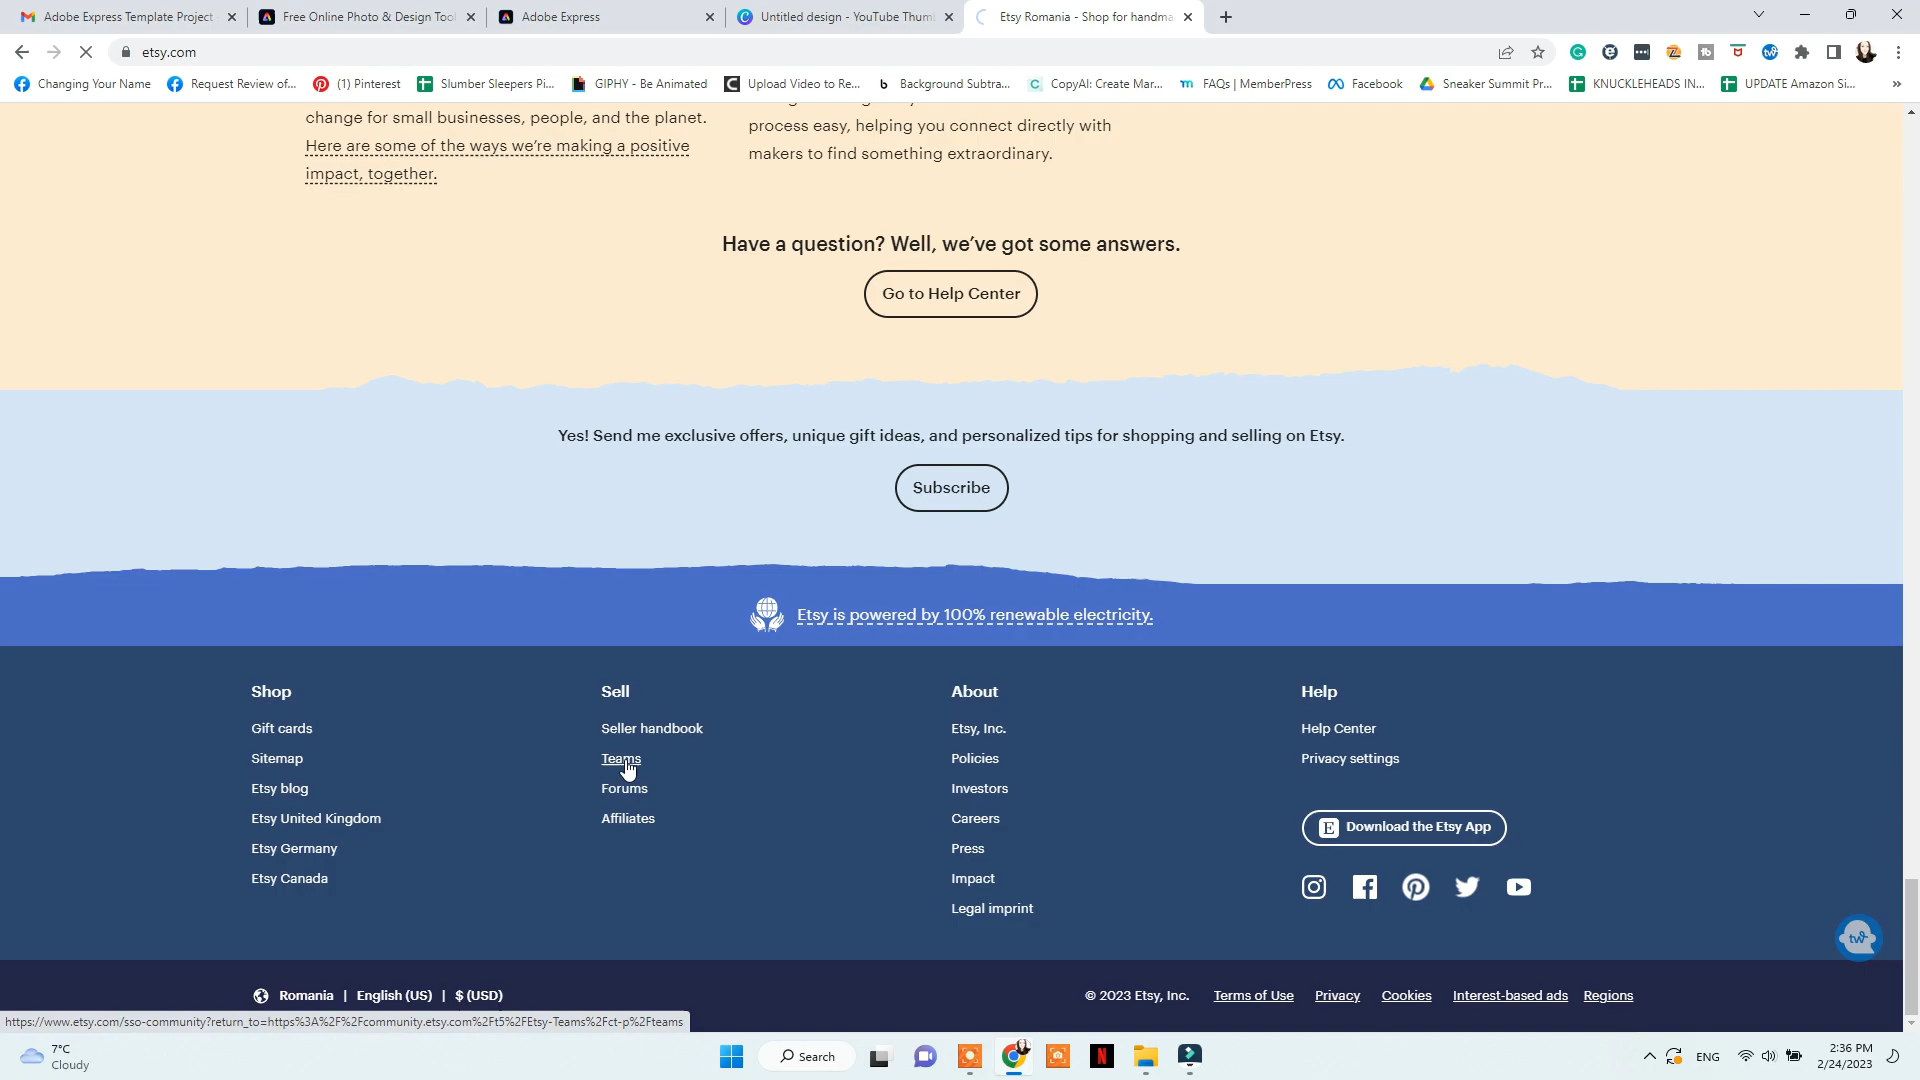 Adobe Express Template Project
Free Online Photo & Design Tool
Adobe Express
Untitled design - YouTube Thum
Etsy Romania - Shop for handma
etsy.com
Changing Your Name
Request Review of...
(1) Pinterest
Slumber Sleepers Pi...
GIPHY - Be Animated
Upload Video to Re...
Background Subtra...
CopyAI: Create Mar...
FAQs | MemberPress
Facebook
Sneaker Summit Pr...
KNUCKLEHEADS IN...
UPDATE Amazon Si...
change for small businesses, people, and the planet.
Here are some of the ways we’re making a positive
impact, together.
process easy, helping you connect directly with
makers to find something extraordinary.
Have a question? Well, we’ve got some answers.
Go to Help Center
Yes! Send me exclusive offers, unique gift ideas, and personalized tips for shopping and selling on Etsy.
Subscribe
Etsy is powered by 100% renewable electricity.
Shop
Gift cards
Sitemap
Etsy blog
Etsy United Kingdom
Etsy Germany
Etsy Canada
Sell
Seller handbook
Teams
Forums
Affiliates
About
Etsy, Inc.
Policies
Investors
Careers
Press
Impact
Legal imprint
Help
Help Center
Privacy settings
Download the Etsy App
Romania | English (US) | $ (USD)
© 2023 Etsy, Inc.
Terms of Use
Privacy
Cookies
Interest-based ads
Regions
https://www.etsy.com/sso-community?return_to=https%3A%2F%2Fcommunity.etsy.com%2Ft5%2FEtsy-Teams%2Fct-p%2Fteams
7°C
Cloudy
Search
ENG
2:36 PM
2/24/2023